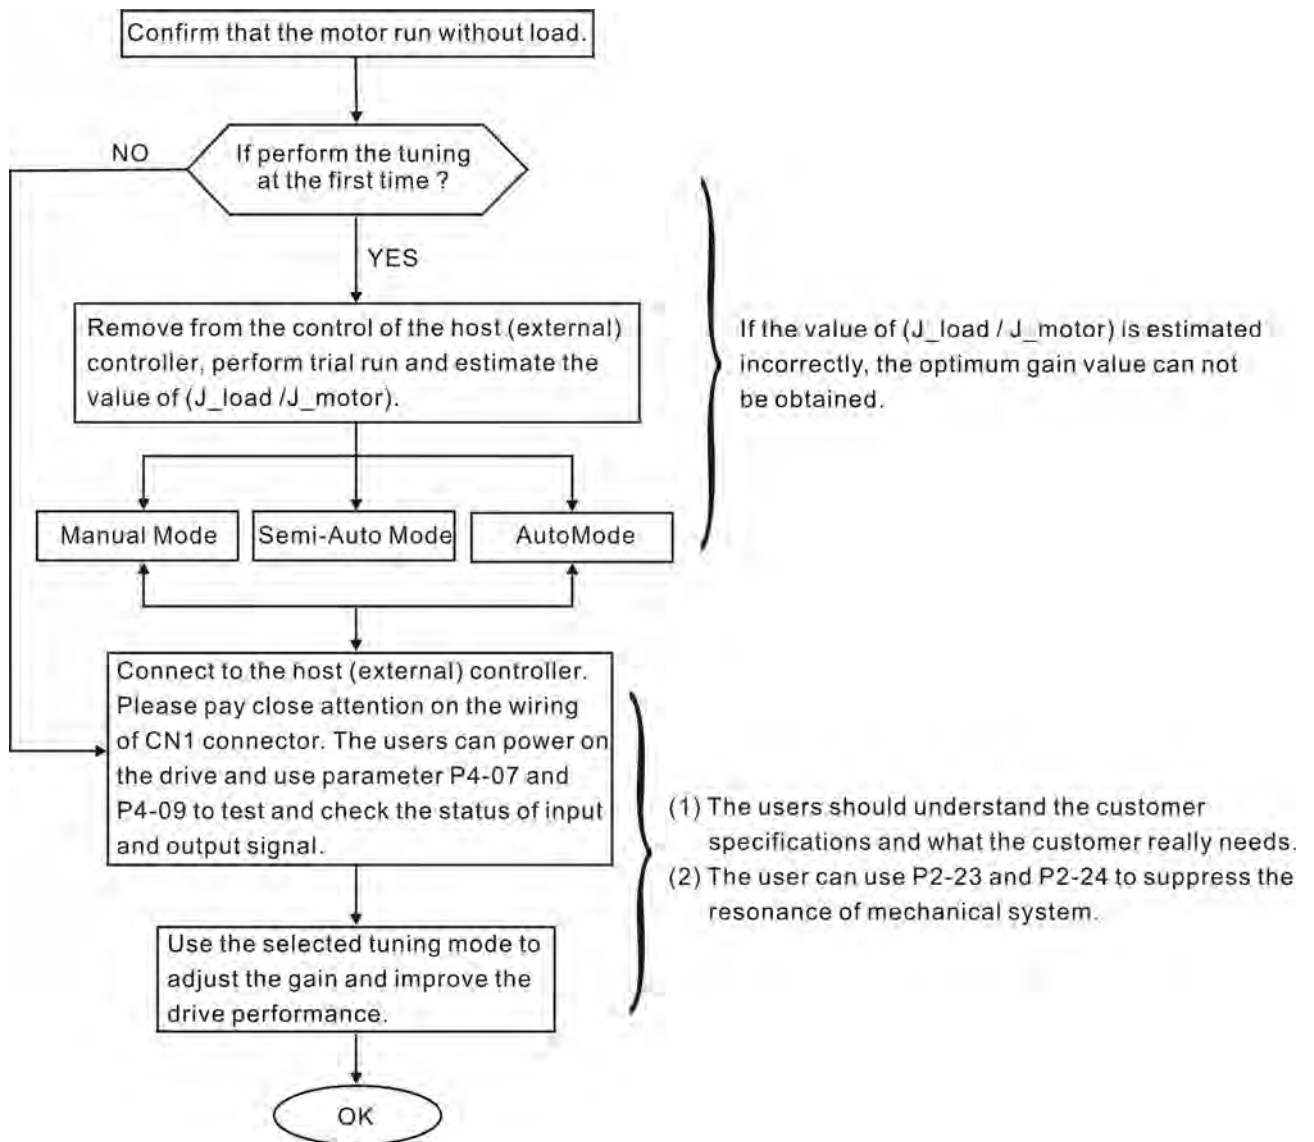 Confirm that the motor run without load.
NO
If perform the tuning
at the first time ?
YES
Remove from the control of the host (external)
controller, perform trial run and estimate the
value of (J_load /J_motor).
If the value of (J_load / J_motor) is estimated
incorrectly, the optimum gain value can not
be obtained.
Manual Mode
Semi-Auto Mode
AutoMode
Connect to the host (external) controller.
Please pay close attention on the wiring
of CN1 connector. The users can power on
the drive and use parameter P4-07 and
P4-09 to test and check the status of input
and output signal.
(1) The users should understand the customer
specifications and what the customer really needs.
(2) The user can use P2-23 and P2-24 to suppress the
resonance of mechanical system.
Use the selected tuning mode to
adjust the gain and improve the
drive performance.
OK